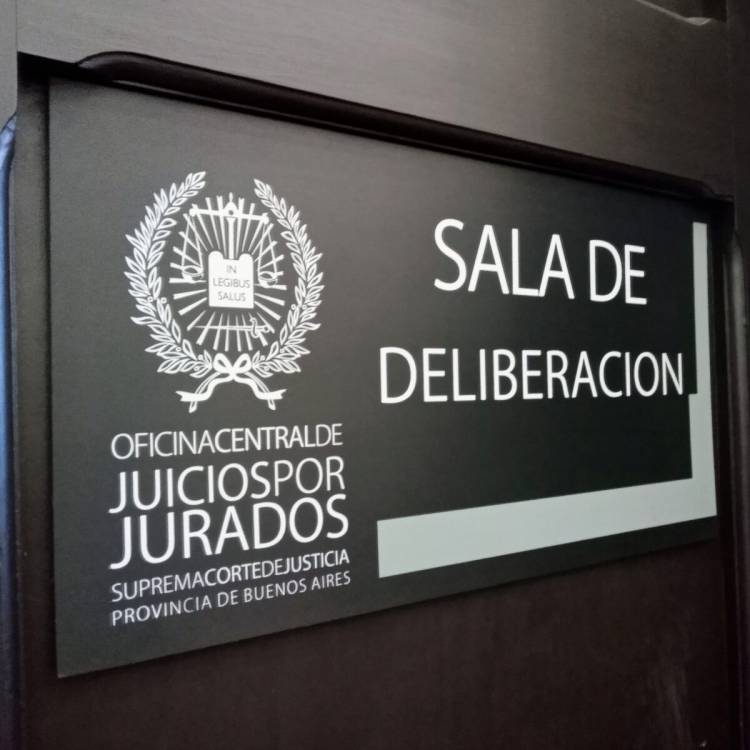 IN
LEGIBUS
SALUS
OFICINACENTRALDE
JUICIOSPOR
JURADOS
SUPREMACORTEDEJUSTICIA
PROVINCIA DE BUENOS AIRES
SALA DE
DELIBERACION